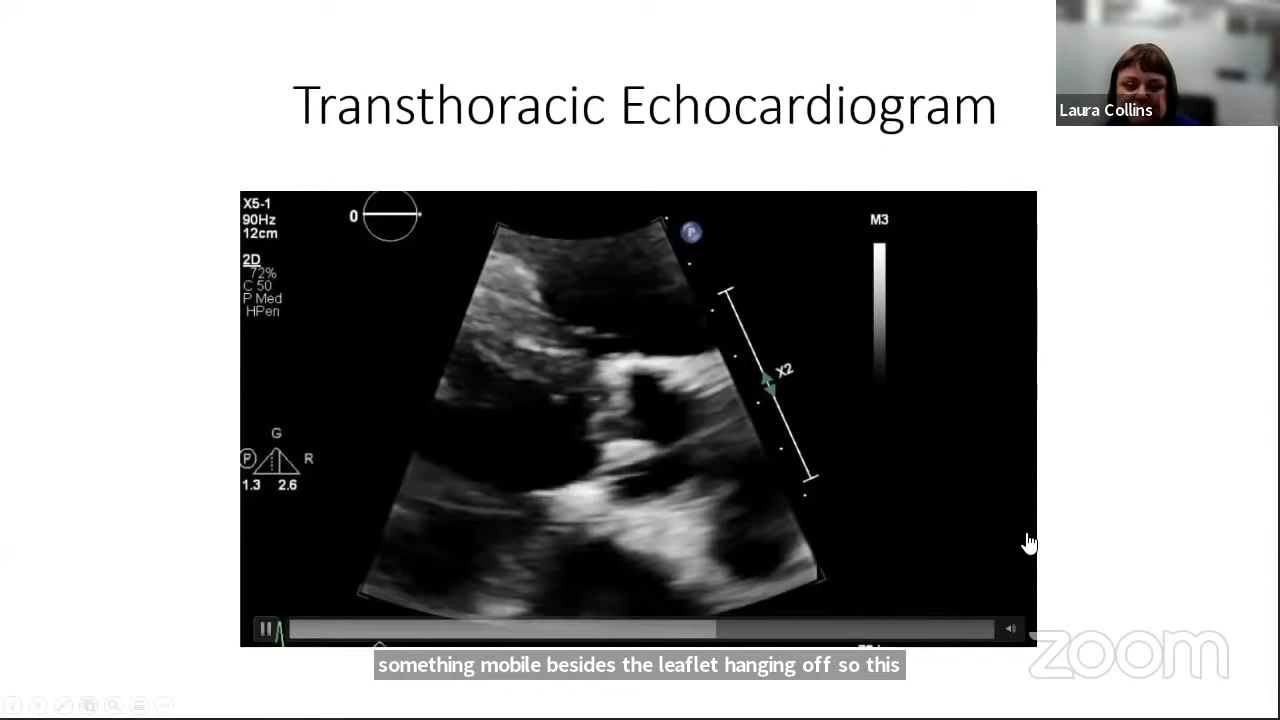 Transthoracic Echocardiogram
Laura Collins
X5-1
90Hz
12cm
0
P
M3
2D
72%
C 50
P Med
HPen
X2
G
P
R
1.3 2.6
something mobile besides the leaflet hanging off so this
zoom